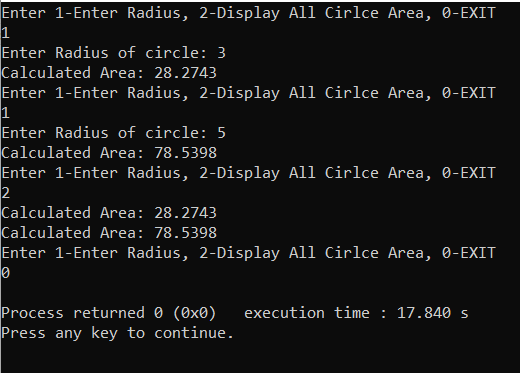 Enter 1-Enter Radius, 2-Display All Cirlce Area, 0-EXIT
1
Enter Radius of circle: 3
Calculated Area: 28.2743
Enter 1-Enter Radius, 2-Display All Cirlce Area, 0-EXIT
1
Enter Radius of circle: 5
Calculated Area: 78.5398
Enter 1-Enter Radius, 2-Display All Cirlce Area, 0-EXIT
2
Calculated Area: 28.2743
Calculated Area: 78.5398
Enter 1-Enter Radius, 2-Display All Cirlce Area, 0-EXIT
0
Process returned 0 (0x0)   execution time : 17.840 s
Press any key to continue.